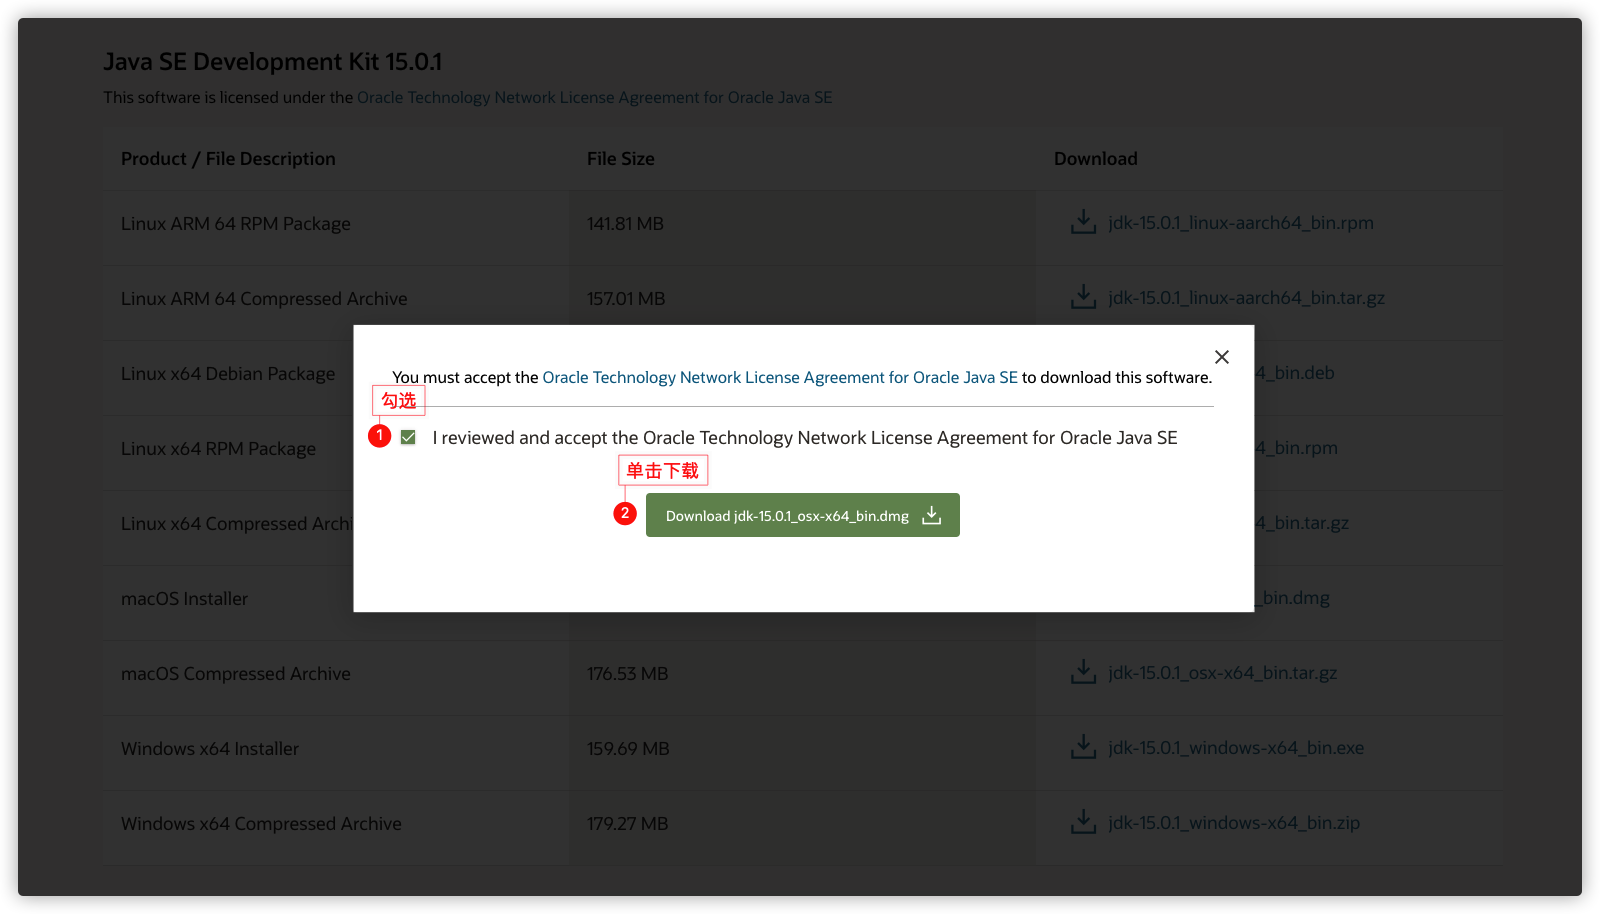 Java SE Development Kit 15.0.1
This software is licensed under the Oracle Technology Network License Agreement for Oracle Java SE
Product / File Description File Size Download
Linux ARM 64 RPM Package 141.81 MB jdk-15.0.1_linux-aarch64_bin.rpm
Linux ARM 64 Compressed Archive 157.01 MB jdk-15.0.1_linux-aarch64_bin.tar.gz
Linux x64 Debian Package 4_bin.deb
You must accept the Oracle Technology Network License Agreement for Oracle Java SE to download this software.
勾选
1 I reviewed and accept the Oracle Technology Network License Agreement for Oracle Java SE
Linux x64 RPM Package 4_bin.rpm
单击下载
2 Download jdk-15.0.1_osx-x64_bin.dmg
Linux x64 Compressed Archi 4_bin.tar.gz
macOS Installer _bin.dmg
macOS Compressed Archive 176.53 MB jdk-15.0.1_osx-x64_bin.tar.gz
Windows x64 Installer 159.69 MB jdk-15.0.1_windows-x64_bin.exe
Windows x64 Compressed Archive 179.27 MB jdk-15.0.1_windows-x64_bin.zip